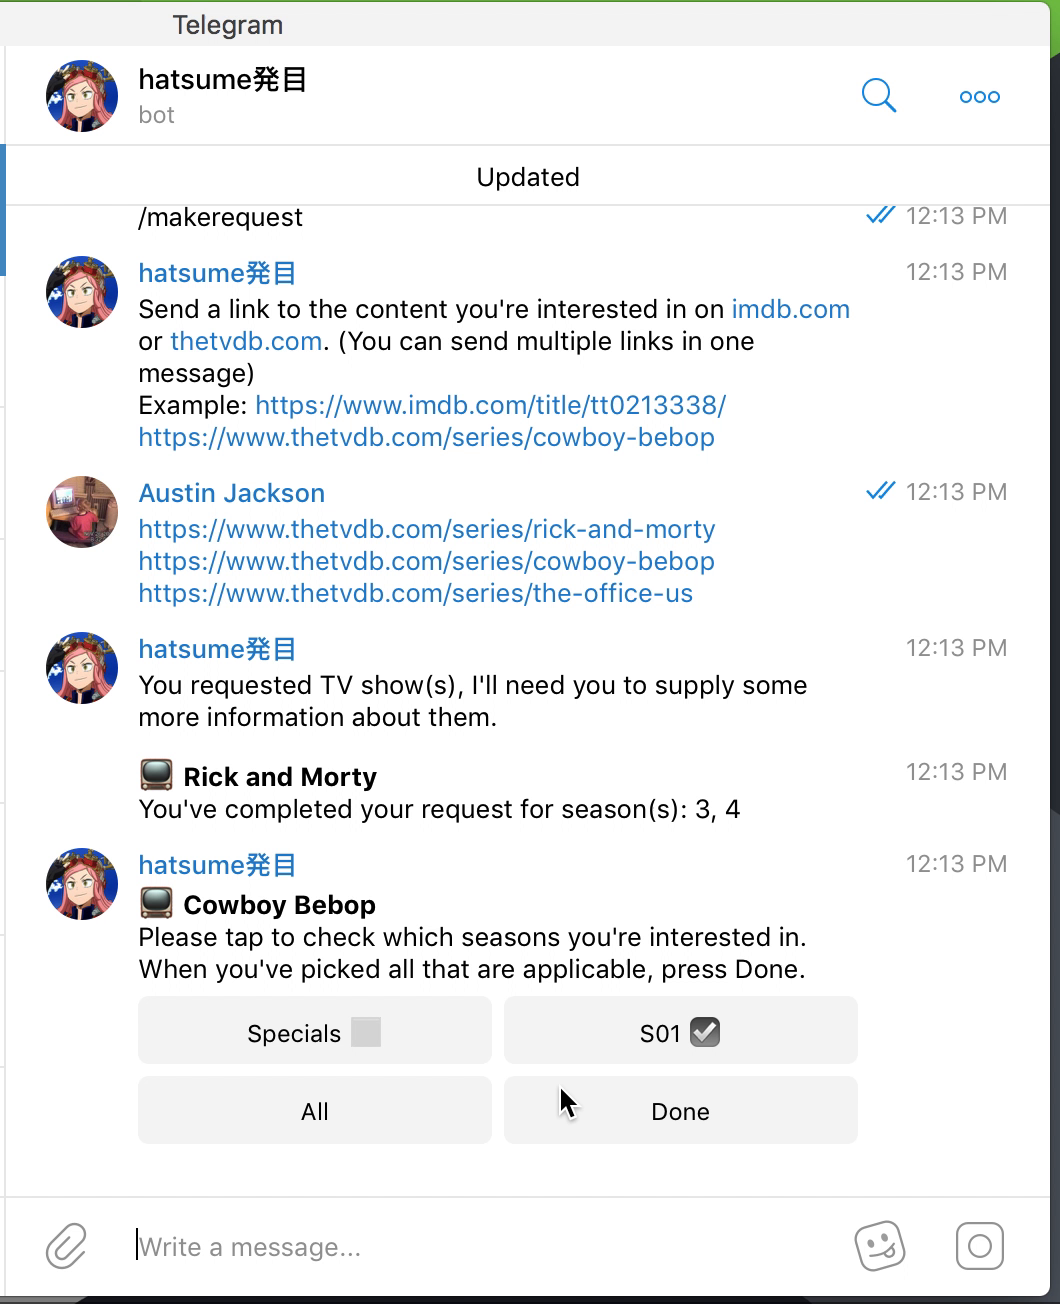 Telegram
hatsume発目
bot
Updated
/makerequest 12:13 PM
hatsume発目 12:13 PM
Send a link to the content you're interested in on imdb.com
or thetvdb.com. (You can send multiple links in one
message)
Example: https://www.imdb.com/title/tt0213338/
https://www.thetvdb.com/series/cowboy-bebop
Austin Jackson 12:13 PM
https://www.thetvdb.com/series/rick-and-morty
https://www.thetvdb.com/series/cowboy-bebop
https://www.thetvdb.com/series/the-office-us
hatsume発目 12:13 PM
You requested TV show(s), I'll need you to supply some
more information about them.
📺 Rick and Morty 12:13 PM
You've completed your request for season(s): 3, 4
hatsume発目 12:13 PM
📺 Cowboy Bebop
Please tap to check which seasons you're interested in.
When you've picked all that are applicable, press Done.
Specials S01
All Done
Write a message...